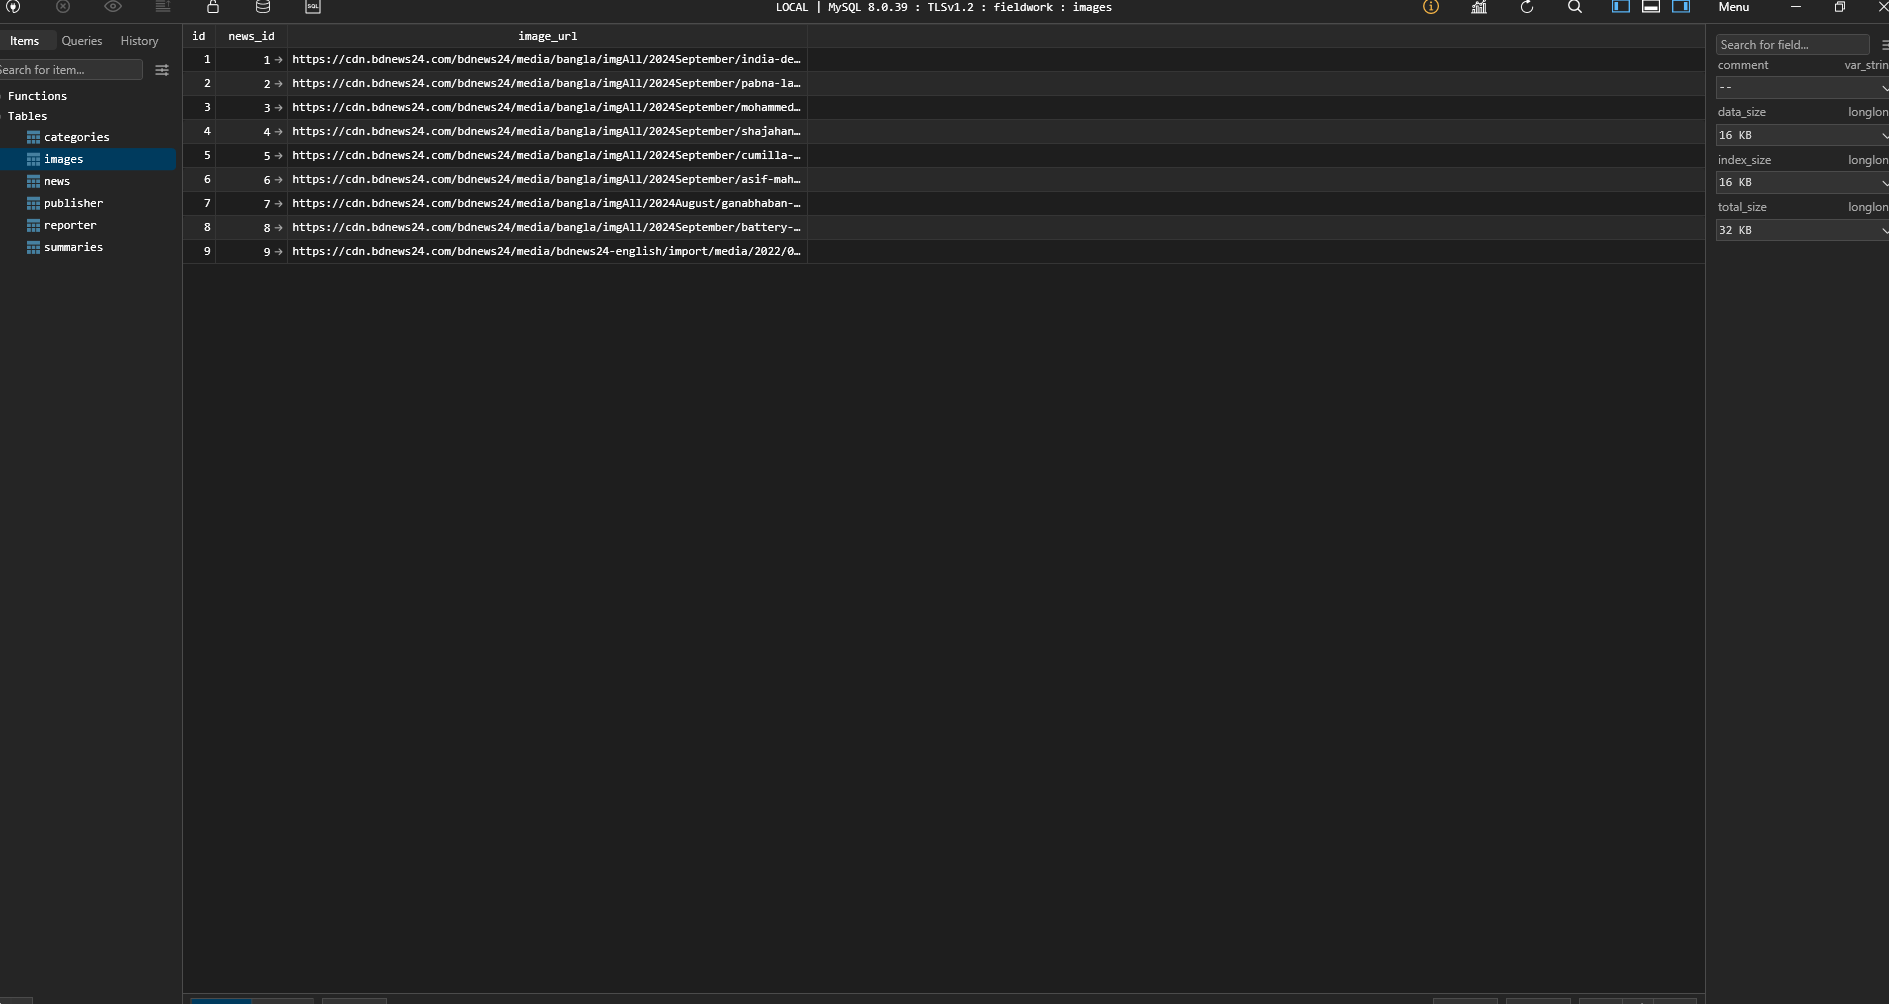 LOCAL | MySQL 8.0.39 : TLSv1.2 : fieldwork : images
Menu
Items Queries History
Search for item...
Functions
Tables
categories
images
news
publisher
reporter
summaries
id news_id image_url
1 1 → https://cdn.bdnews24.com/bdnews24/media/bangla/imgAll/2024September/india-de…
2 2 → https://cdn.bdnews24.com/bdnews24/media/bangla/imgAll/2024September/pabna-la…
3 3 → https://cdn.bdnews24.com/bdnews24/media/bangla/imgAll/2024September/mohammed…
4 4 → https://cdn.bdnews24.com/bdnews24/media/bangla/imgAll/2024September/shajahan…
5 5 → https://cdn.bdnews24.com/bdnews24/media/bangla/imgAll/2024September/cumilla-…
6 6 → https://cdn.bdnews24.com/bdnews24/media/bangla/imgAll/2024September/asif-mah…
7 7 → https://cdn.bdnews24.com/bdnews24/media/bangla/imgAll/2024August/ganabhaban-…
8 8 → https://cdn.bdnews24.com/bdnews24/media/bangla/imgAll/2024September/battery-…
9 9 → https://cdn.bdnews24.com/bdnews24/media/bdnews24-english/import/media/2022/0…
Search for field...
comment var_strin
--
data_size longlon
16 KB
index_size longlon
16 KB
total_size longlon
32 KB